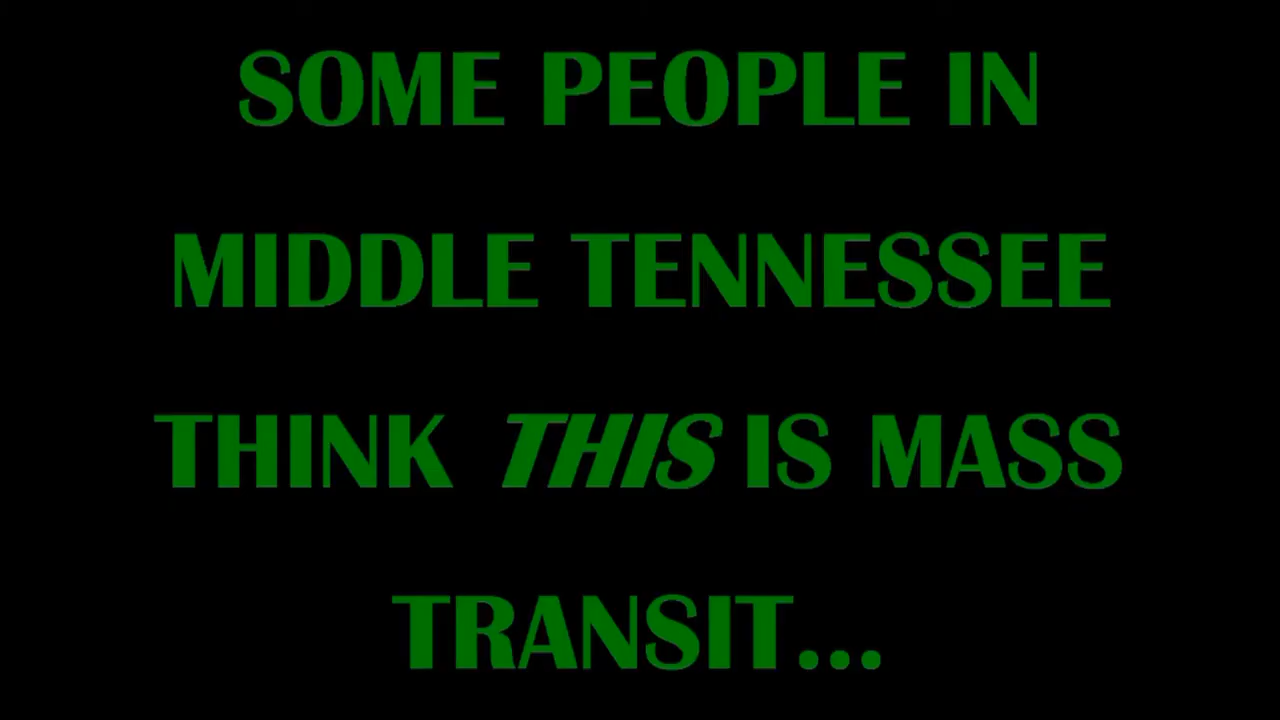 SOME PEOPLE IN
MIDDLE TENNESSEE
THINK THIS IS MASS
TRANSIT...